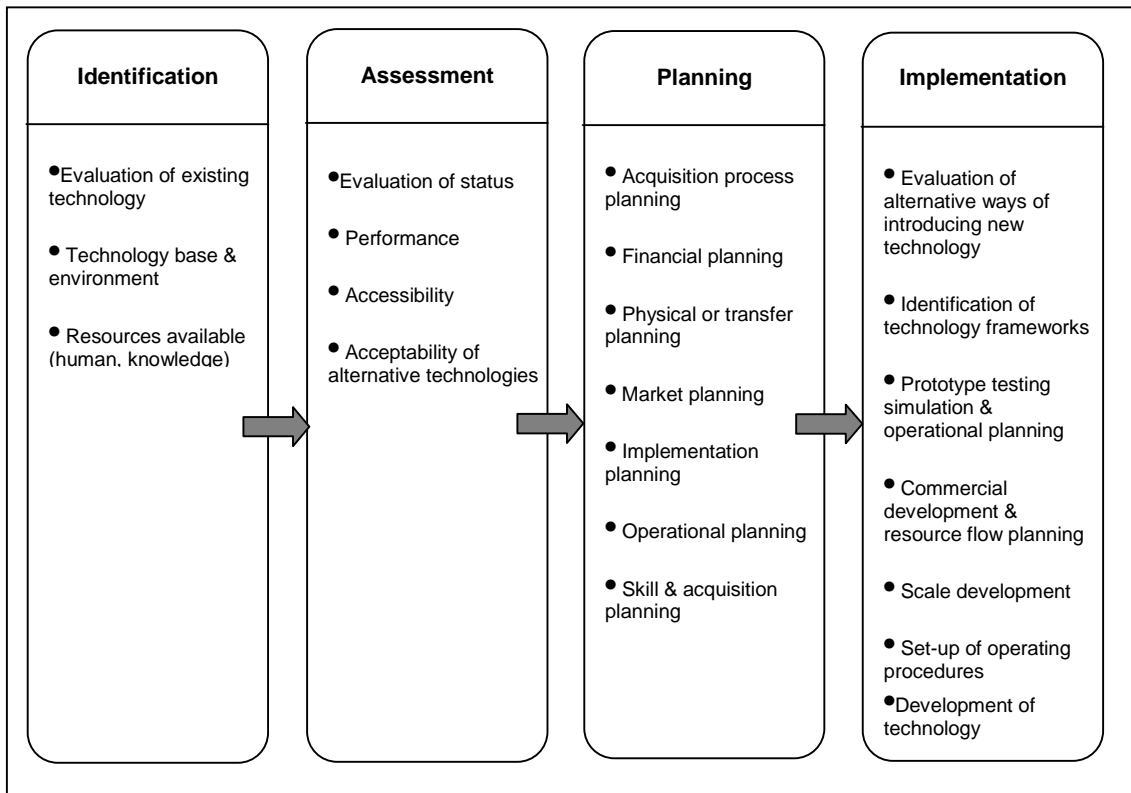 Identification
•Evaluation of existing
technology
• Technology base &
environment
• Resources available
(human, knowledge)
Assessment
•Evaluation of status
• Performance
• Accessibility
• Acceptability of
alternative technologies
Planning
• Acquisition process
planning
• Financial planning
• Physical or transfer
planning
• Market planning
• Implementation
planning
• Operational planning
• Skill & acquisition
planning
Implementation
• Evaluation of
alternative ways of
introducing new
technology
• Identification of
technology frameworks
• Prototype testing
simulation &
operational planning
• Commercial
development &
resource flow planning
• Scale development
• Set-up of operating
procedures
•Development of
technology